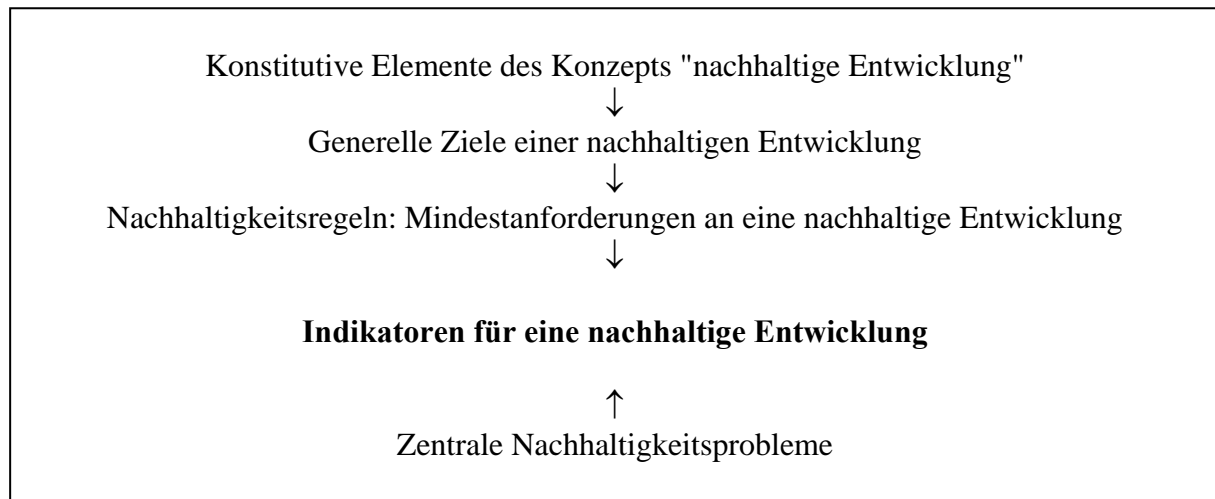 Konstitutive Elemente des Konzepts "nachhaltige Entwicklung"
↓
Generelle Ziele einer nachhaltigen Entwicklung
↓
Nachhaltigkeitsregeln: Mindestanforderungen an eine nachhaltige Entwicklung
↓
Indikatoren für eine nachhaltige Entwicklung
↑
Zentrale Nachhaltigkeitsprobleme